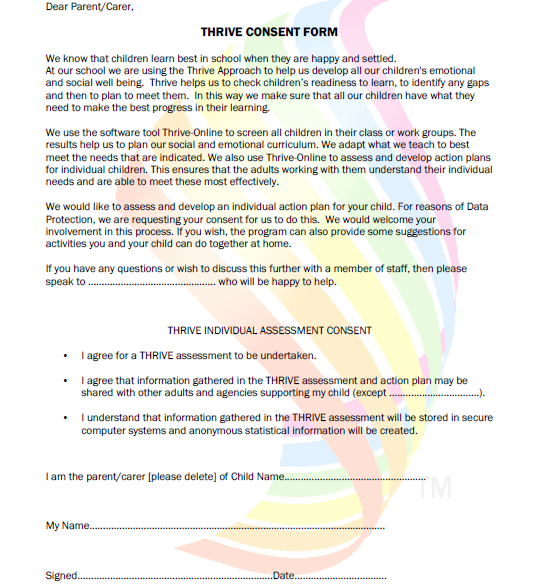 Dear Parent/Carer,
THRIVE CONSENT FORM
We know that children learn best in school when they are happy and settled.
At our school we are using the Thrive Approach to help us develop all our children's emotional
and social well being.  Thrive helps us to check children's readiness to learn, to identify any gaps
and then to plan to meet them.  In this way we make sure that all our children have what they
need to make the best progress in their learning.
We use the software tool Thrive-Online to screen all children in their class or work groups. The
results help us to plan our social and emotional curriculum. We adapt what we teach to best
meet the needs that are indicated. We also use Thrive-Online to assess and develop action plans
for individual children. This ensures that the adults working with them understand their individual
needs and are able to meet these most effectively.
We would like to assess and develop an individual action plan for your child. For reasons of Data
Protection, we are requesting your consent for us to do this.  We would welcome your
involvement in this process. If you wish, the program can also provide some suggestions for
activities you and your child can do together at home.
If you have any questions or wish to discuss this further with a member of staff, then please
speak to ............................................. who will be happy to help.
THRIVE INDIVIDUAL ASSESSMENT CONSENT
• I agree for a THRIVE assessment to be undertaken.
• I agree that information gathered in the THRIVE assessment and action plan may be
shared with other adults and agencies supporting my child (except ................................).
• I understand that information gathered in the THRIVE assessment will be stored in secure
computer systems and anonymous statistical information will be created.
I am the parent/carer [please delete] of Child Name..................................................
TM
My Name........................................................................................................
Signed.....................................................................Date................................